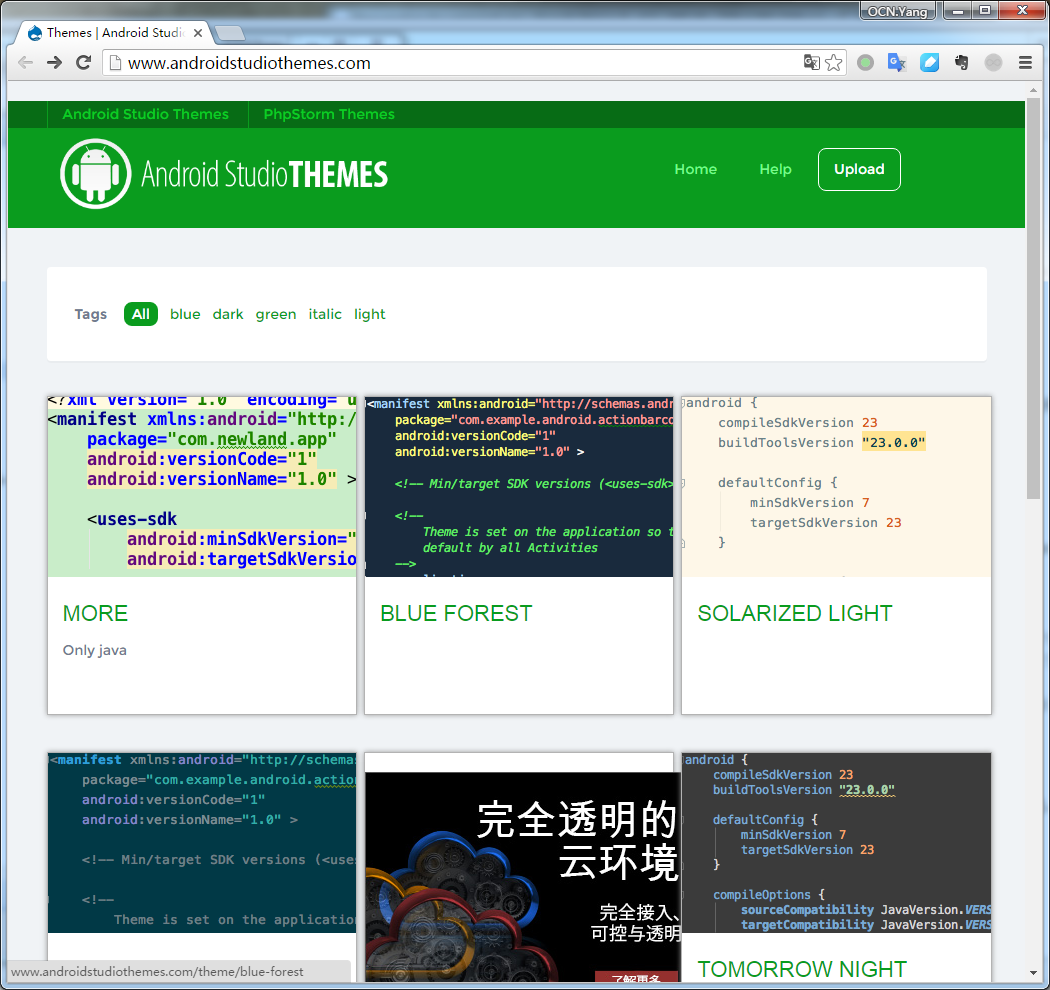 OCN.Yang
Themes | Android Studi
www.androidstudiothemes.com
Android Studio Themes
PhpStorm Themes
Android StudioTHEMES
Home
Help
Upload
Tags
All
blue
dark
green
italic
light
<?xml version="1.0" encoding="u
<manifest xmlns:android="http:/
package="com.newland.app"
android:versionCode="1"
android:versionName="1.0" >
<uses-sdk
android:minSdkVersion="
android:targetSdkVersio
MORE
Only java
<manifest xmlns:android="http://schemas.andr
package="com.example.android.actionbarco
android:versionCode="1"
android:versionName="1.0" >
<!-- Min/target SDK versions (<uses-sdk>
<!--
Theme is set on the application so t
default by all Activities
-->
BLUE FOREST
android {
compileSdkVersion 23
buildToolsVersion "23.0.0"
defaultConfig {
minSdkVersion 7
targetSdkVersion 23
}
SOLARIZED LIGHT
<manifest xmlns:android="http://schema
package="com.example.android.actio
android:versionCode="1"
android:versionName="1.0" >
<!-- Min/target SDK versions (<uses
<!--
Theme is set on the application
完全透明的
云环境
完全接入、
可控与透明
了解更多
android {
compileSdkVersion 23
buildToolsVersion "23.0.0"
defaultConfig {
minSdkVersion 7
targetSdkVersion 23
}
compileOptions {
sourceCompatibility JavaVersion.VERS
targetCompatibility JavaVersion.VERS
TOMORROW NIGHT
www.androidstudiothemes.com/theme/blue-forest